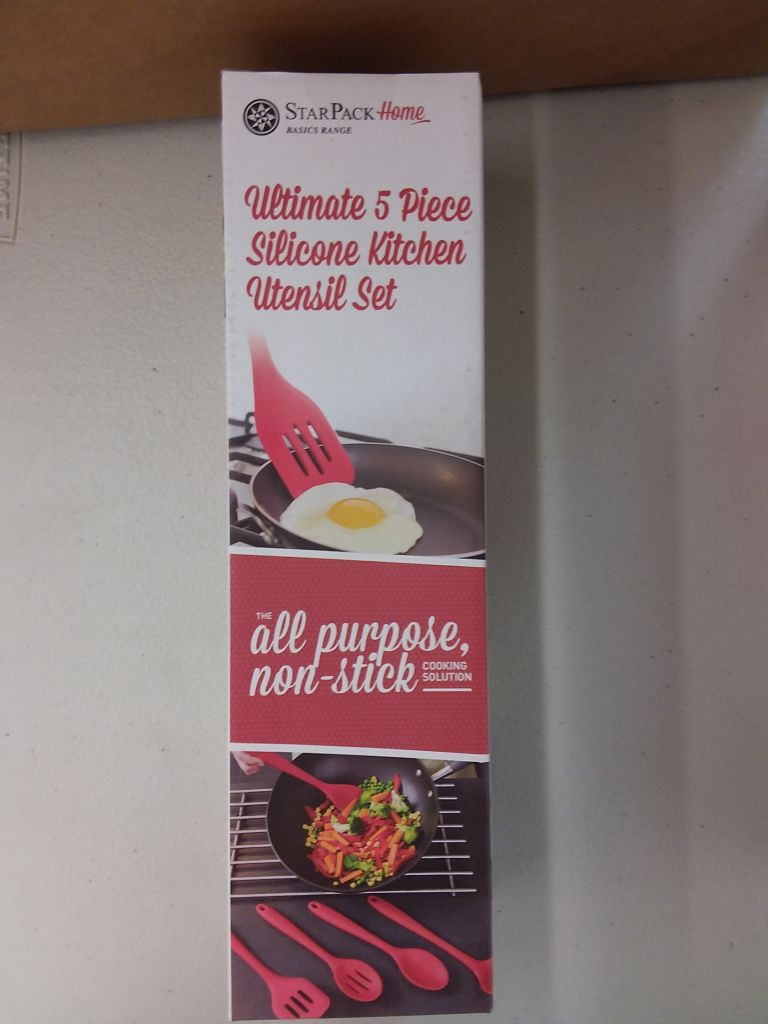 STARPACK Home
BASICS RANGE
Ultimate 5 Piece
Silicone Kitchen
Utensil Set
THE
all purpose,
non-stick COOKING
SOLUTION